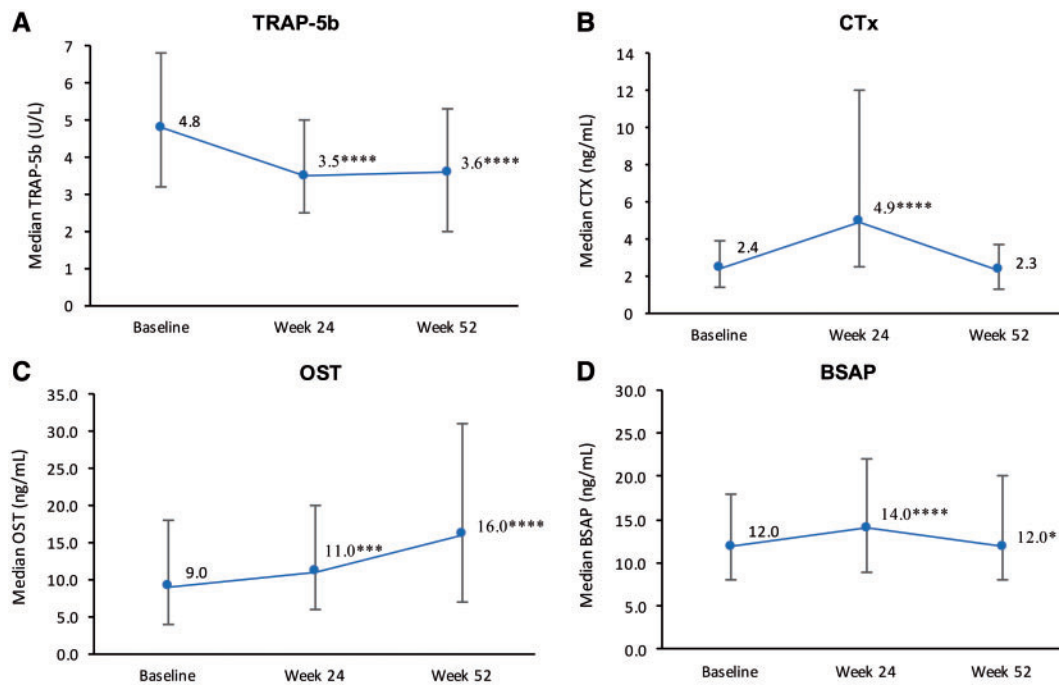 A
TRAP-5b
Median TRAP-5b (U/L)
7
6
5
4
3
2
1
0
4.8
3.5****
3.6****
Baseline
Week 24
Week 52
B
CTx
Median CTX (ng/mL)
14
12
10
8
6
4
2
0
2.4
4.9****
2.3
Baseline
Week 24
Week 52
C
OST
Median OST (ng/mL)
35.0
30.0
25.0
20.0
15.0
10.0
5.0
0.0
9.0
11.0***
16.0****
Baseline
Week 24
Week 52
D
BSAP
Median BSAP (ng/mL)
30.0
25.0
20.0
15.0
10.0
5.0
0.0
12.0
14.0****
12.0*
Baseline
Week 24
Week 52